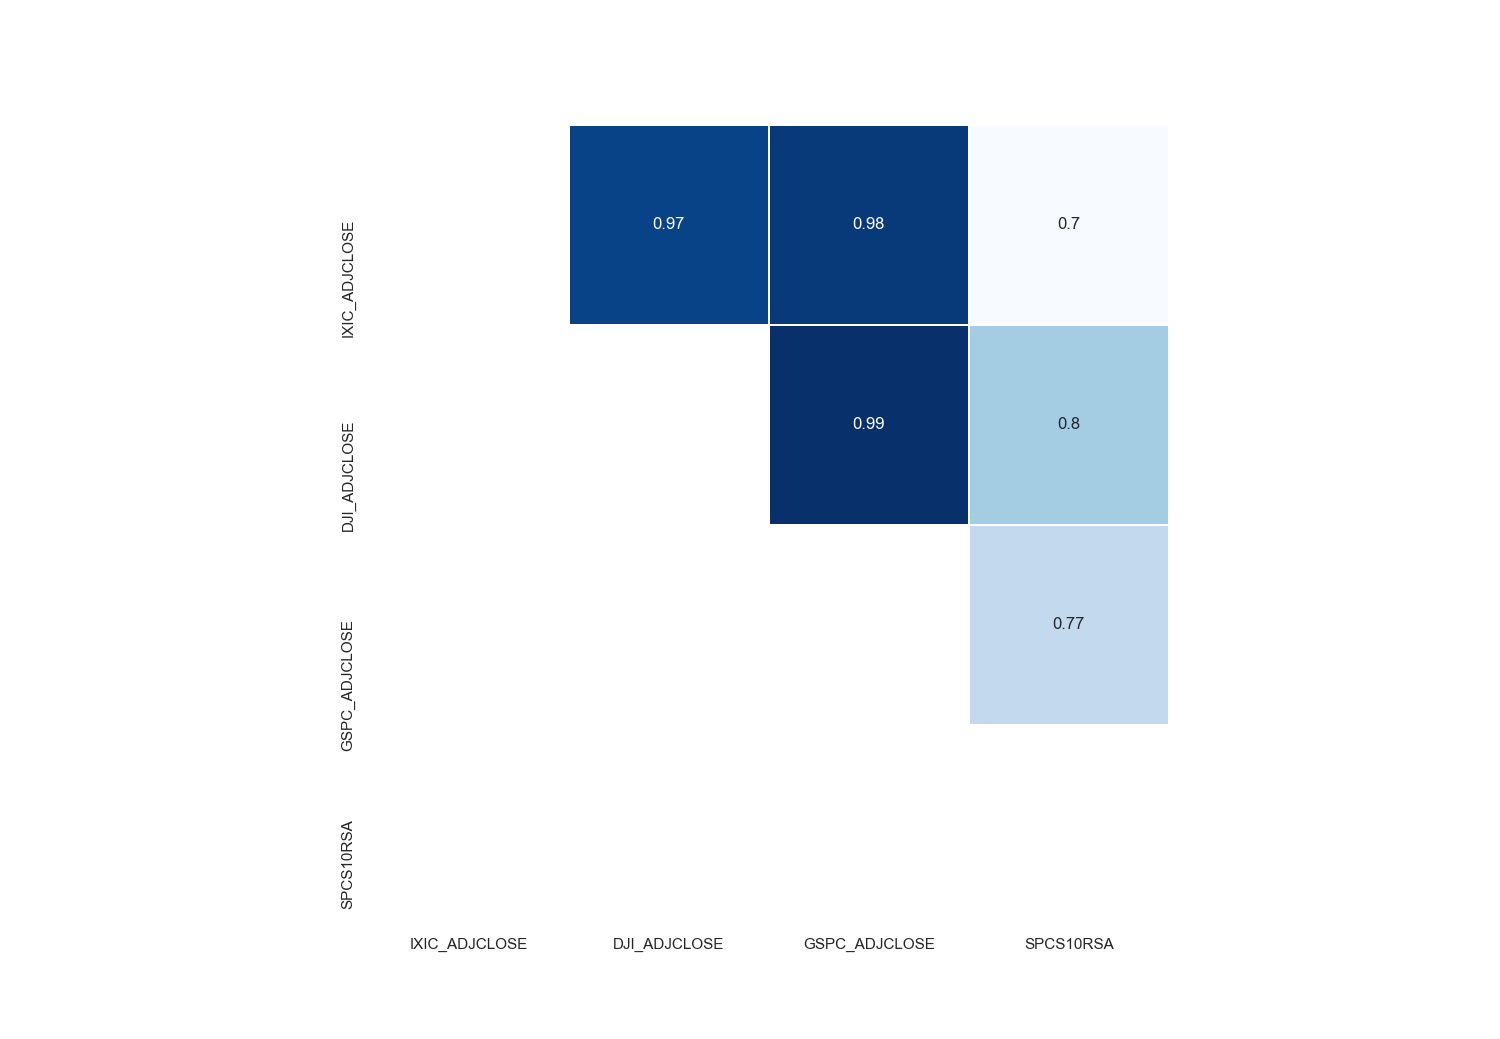 IXIC_ADJCLOSE
0.97
0.98
0.7
DJI_ADJCLOSE
0.99
0.8
GSPC_ADJCLOSE
0.77
SPCS10RSA
IXIC_ADJCLOSE
DJI_ADJCLOSE
GSPC_ADJCLOSE
SPCS10RSA